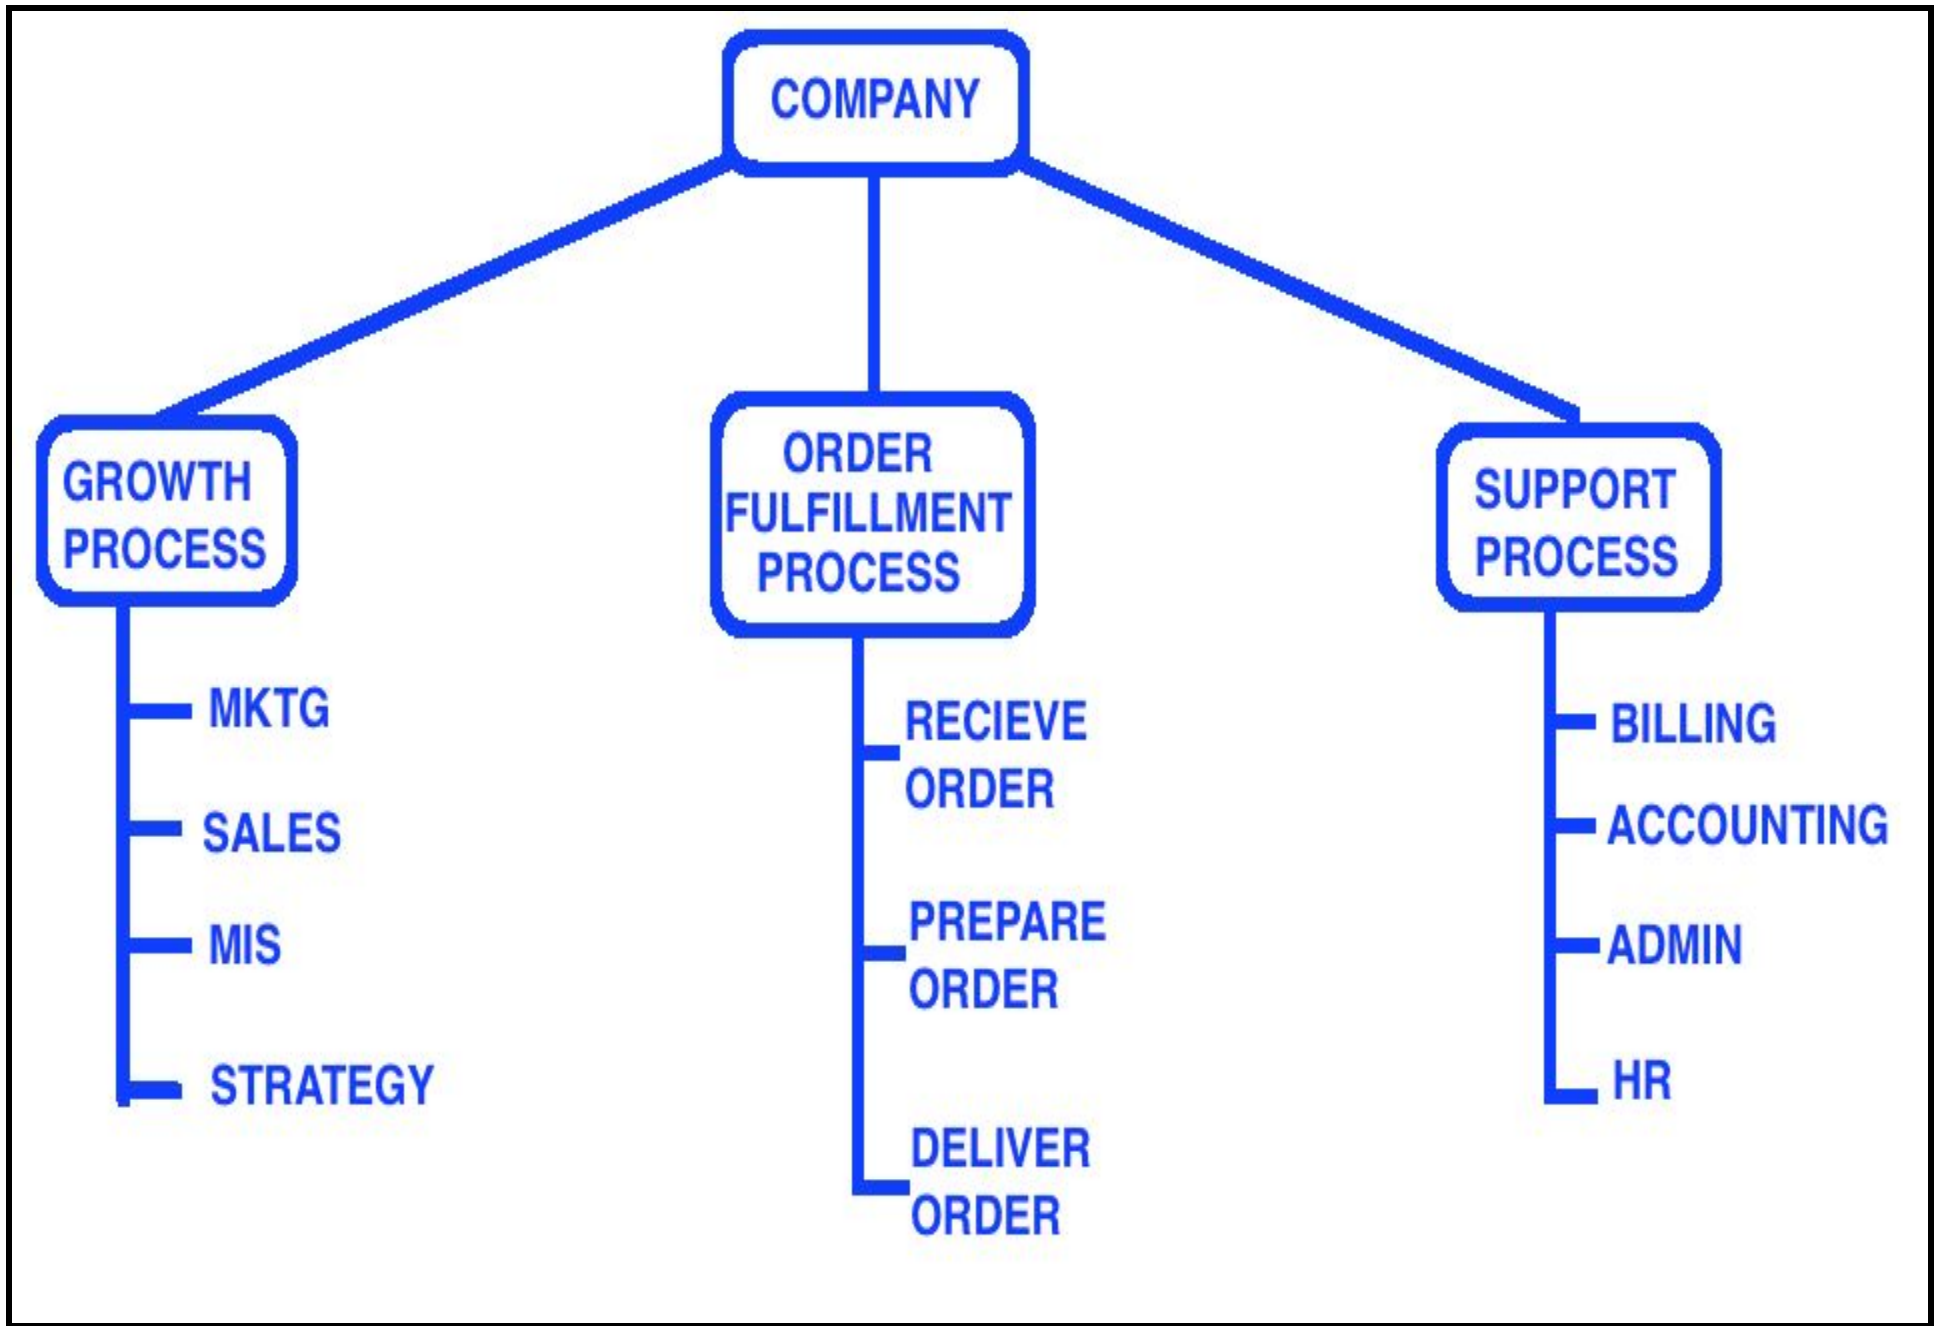 COMPANY
GROWTH
PROCESS
MKTG
SALES
MIS
STRATEGY
ORDER
FULFILLMENT
PROCESS
RECIEVE
ORDER
PREPARE
ORDER
DELIVER
ORDER
SUPPORT
PROCESS
BILLING
ACCOUNTING
ADMIN
HR